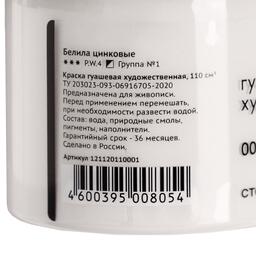 Белила цинковые
*** P.W.4 Группа №1
Краска гуашевая художественная, 110 см³
ТУ 203023-093-06916705-2020
Предназначена для живописи.
Перед применением перемешать,
при необходимости развести водой.
Состав: вода, природные смолы,
пигменты, наполнители.
Гарантийный срок - 36 месяцев.
Сделано в России.
Артикул 121120110001
4 600395 008054
гу
ху
00
ст